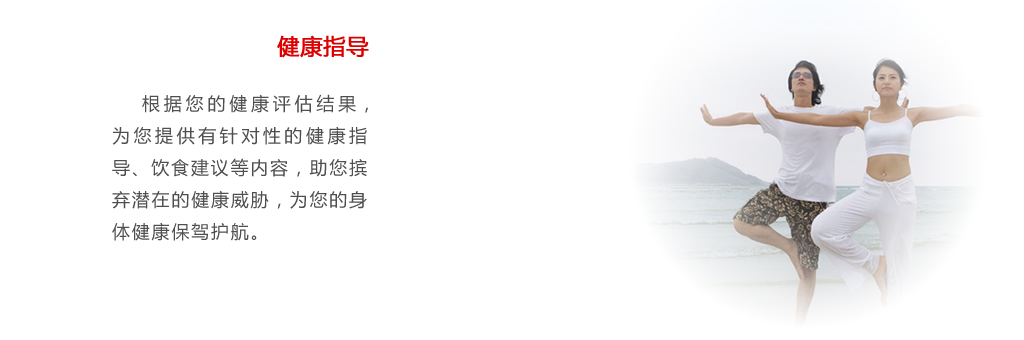 健康指导
根据您的健康评估结果，
为您提供有针对性的健康指
导、饮食建议等内容，助您摈
弃潜在的健康威胁，为您的身
体健康保驾护航。